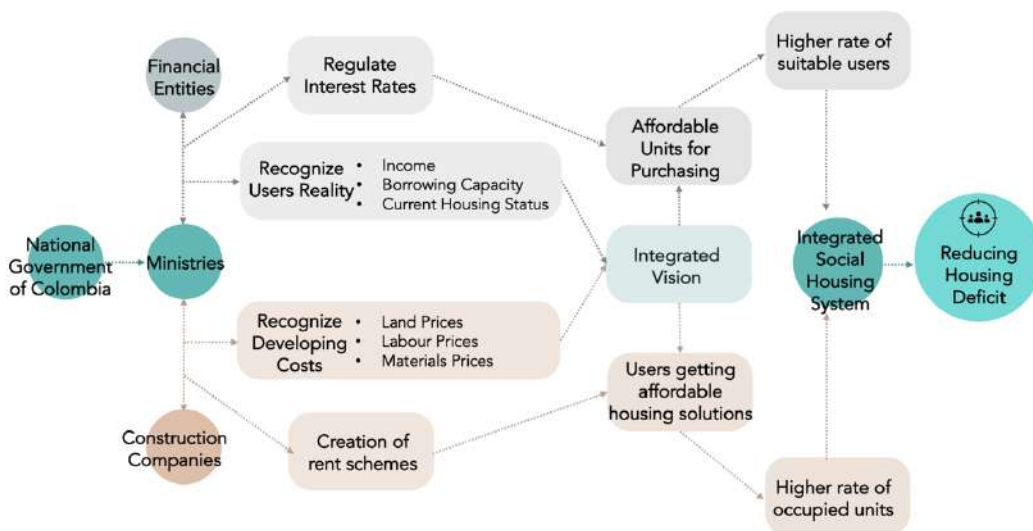 Financial
Entities
Regulate
Interest Rates
Higher rate of
suitable users
Affordable
Units for
Purchasing
Recognize
Users Reality
• Income
• Borrowing Capacity
• Current Housing Status
National
Government
of Colombia
Ministries
Integrated
Vision
Integrated
Social
Housing
System
Reducing
Housing
Deficit
Recognize
Developing
Costs
• Land Prices
• Labour Prices
• Materials Prices
Users getting
affordable
housing solutions
Construction
Companies
Creation of
rent schemes
Higher rate of
occupied units